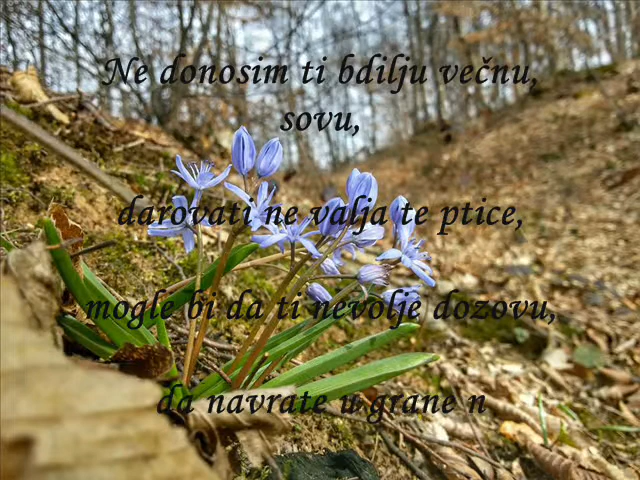 Ne donosim ti bdilju večnu,
sovu,
darovati ne valja te ptice,
mogle bi da ti nevolje dozovu,
da navrate u grane n